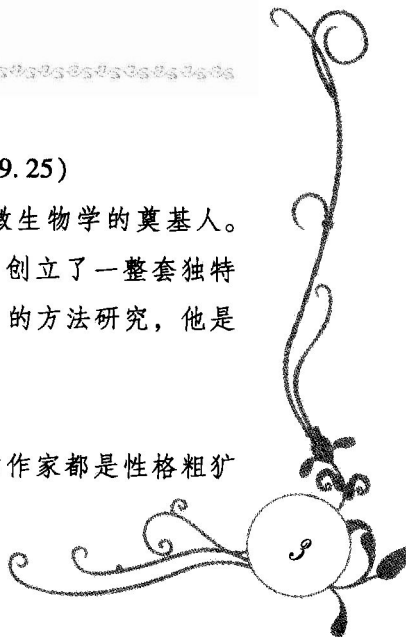 9.25)
微生物学的奠基人。
创立了一整套独特
的方法研究，他是
作家都是性格粗犷
3